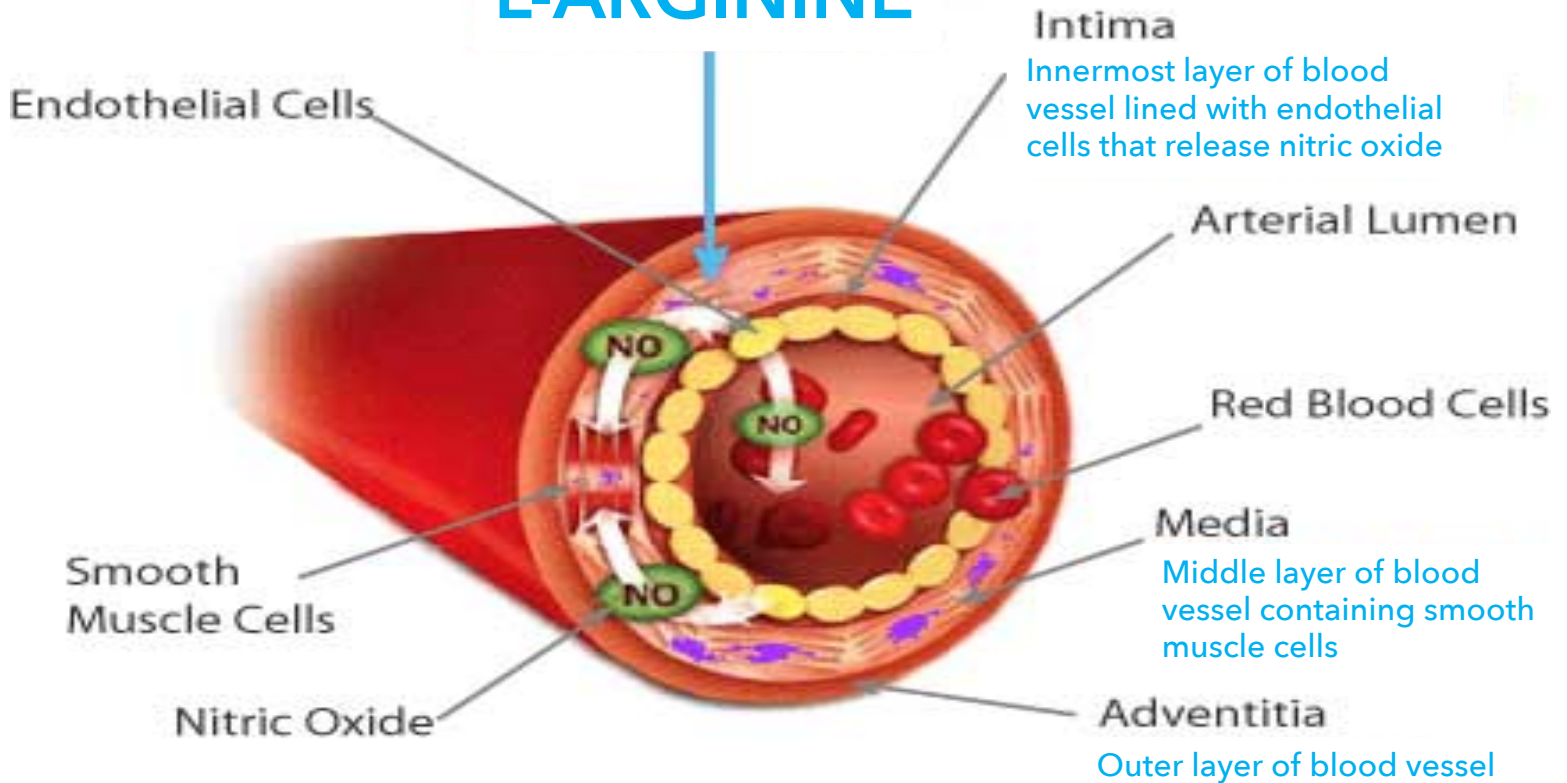 L-ARGININE
Intima
Innermost layer of blood
vessel lined with endothelial
cells that release nitric oxide
Endothelial Cells
Arterial Lumen
NO
NO
Red Blood Cells
Media
Middle layer of blood
vessel containing smooth
muscle cells
Smooth
Muscle Cells
NO
Nitric Oxide
Adventitia
Outer layer of blood vessel